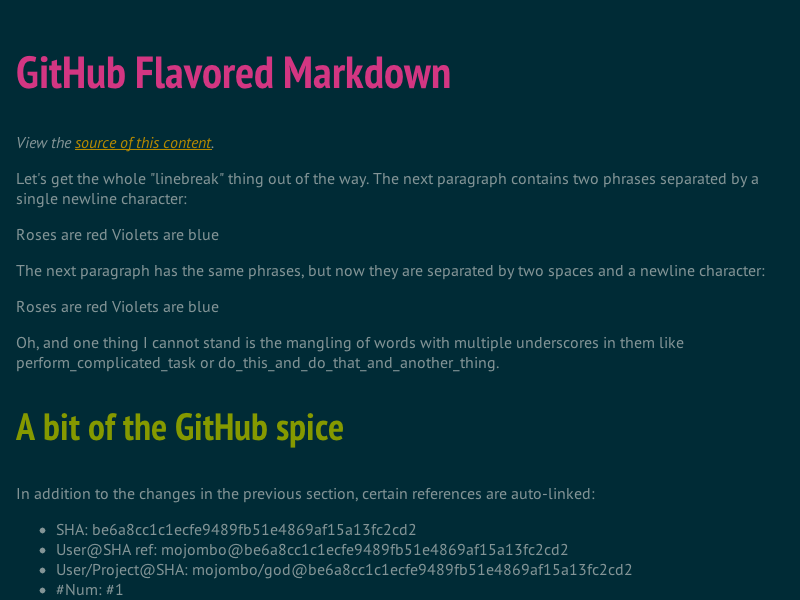 GitHub Flavored Markdown
View the source of this content.
Let's get the whole "linebreak" thing out of the way. The next paragraph contains two phrases separated by a
single newline character:
Roses are red Violets are blue
The next paragraph has the same phrases, but now they are separated by two spaces and a newline character:
Roses are red Violets are blue
Oh, and one thing I cannot stand is the mangling of words with multiple underscores in them like
perform_complicated_task or do_this_and_do_that_and_another_thing.
A bit of the GitHub spice
In addition to the changes in the previous section, certain references are auto-linked:
• SHA: be6a8cc1c1ecfe9489fb51e4869af15a13fc2cd2
• User@SHA ref: mojombo@be6a8cc1c1ecfe9489fb51e4869af15a13fc2cd2
• User/Project@SHA: mojombo/god@be6a8cc1c1ecfe9489fb51e4869af15a13fc2cd2
• #Num: #1